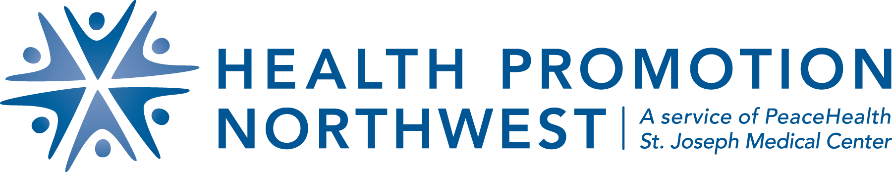 HEALTH PROMOTION
NORTHWEST
A service of PeaceHealth
St. Joseph Medical Center